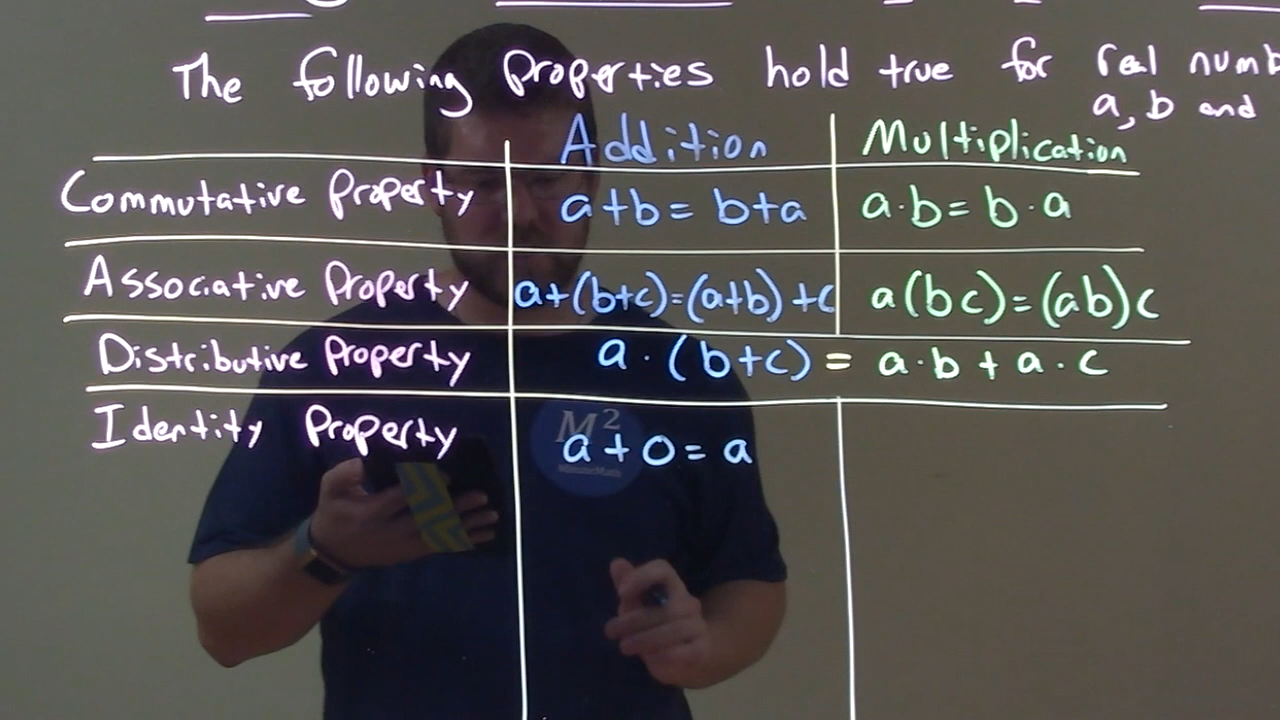 The following properties hold true for real numb
a, b and
Addition Multiplication
Commutative Property a+b = b+a a·b = b·a
Associative Property a+(b+c)=(a+b)+c a(bc)=(ab)c
Distributive Property a·(b+c) = a·b + a·c
Identity Property a+0=a
M²
MinuteMath